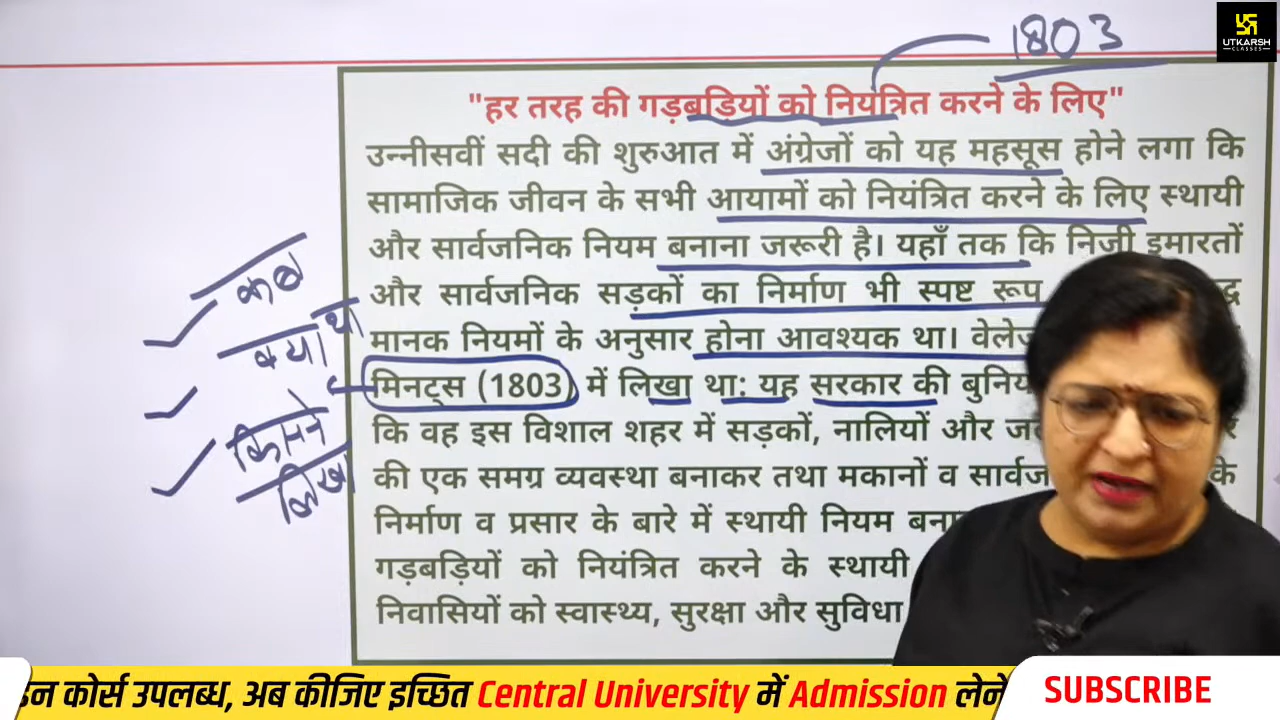 1803
UTKARSH
CLASSES
"हर तरह की गड़बड़ियों को नियंत्रित करने के लिए"
उन्नीसवीं सदी की शुरुआत में अंग्रेजों को यह महसूस होने लगा कि
सामाजिक जीवन के सभी आयामों को नियंत्रित करने के लिए स्थायी
और सार्वजनिक नियम बनाना जरूरी है। यहाँ तक कि निजी इमारतों
और सार्वजनिक सड़कों का निर्माण भी स्पष्ट रूप
मानक नियमों के अनुसार होना आवश्यक था।
मिनट्स (1803) में लिखा था: यह सरकार की
कि वह इस विशाल शहर में सड़कों, नालियों और
की एक समग्र व्यवस्था बनाकर तथा मकानों व के
निर्माण व प्रसार के बारे में स्थायी नियम
गड़बड़ियों को नियंत्रित करने के स्थायी
निवासियों को स्वास्थ्य, सुरक्षा और सुविधा
कब
क्या था
किसने
लिखा
कोर्स उपलब्ध, अब कीजिए इच्छित Central University में Admission
SUBSCRIBE